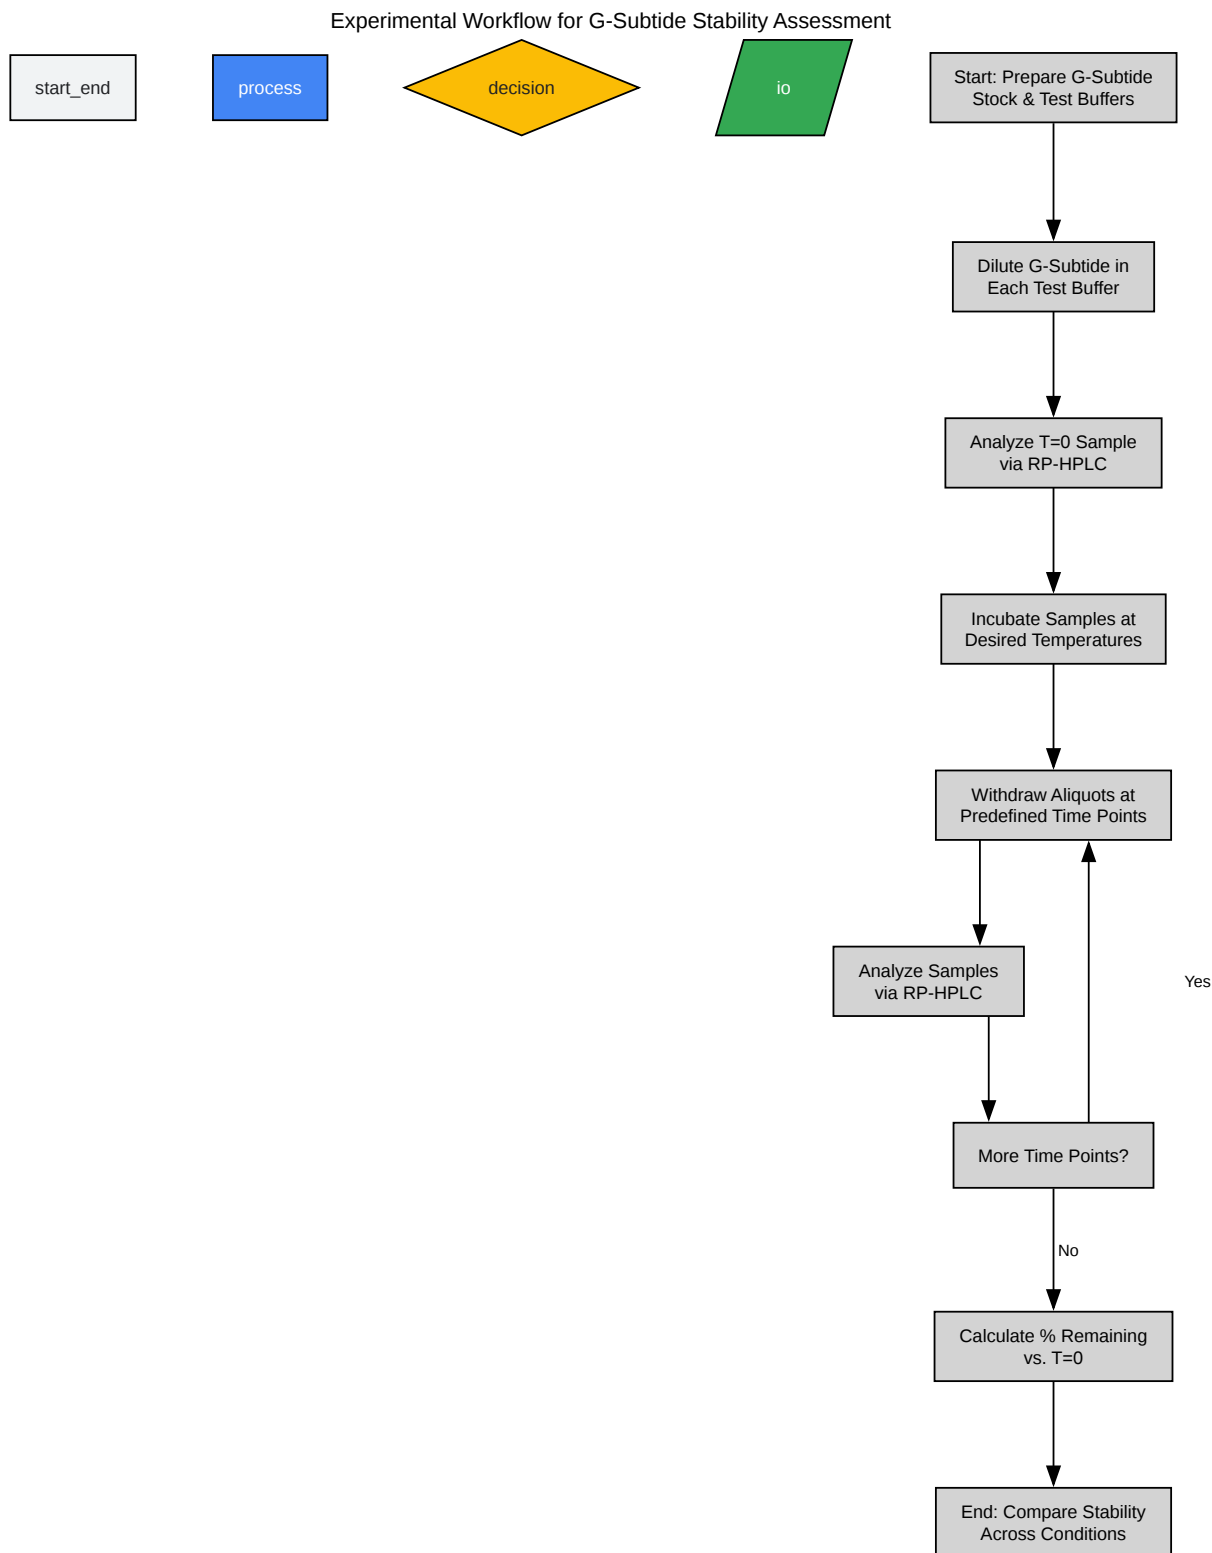 Experimental Workflow for G-Subtide Stability Assessment
start_end
process
decision
io
Start: Prepare G-Subtide
Stock & Test Buffers
Dilute G-Subtide in
Each Test Buffer
Analyze T=0 Sample
via RP-HPLC
Incubate Samples at
Desired Temperatures
Withdraw Aliquots at
Predefined Time Points
Analyze Samples
via RP-HPLC
Yes
More Time Points?
No
Calculate % Remaining
vs. T=0
End: Compare Stability
Across Conditions